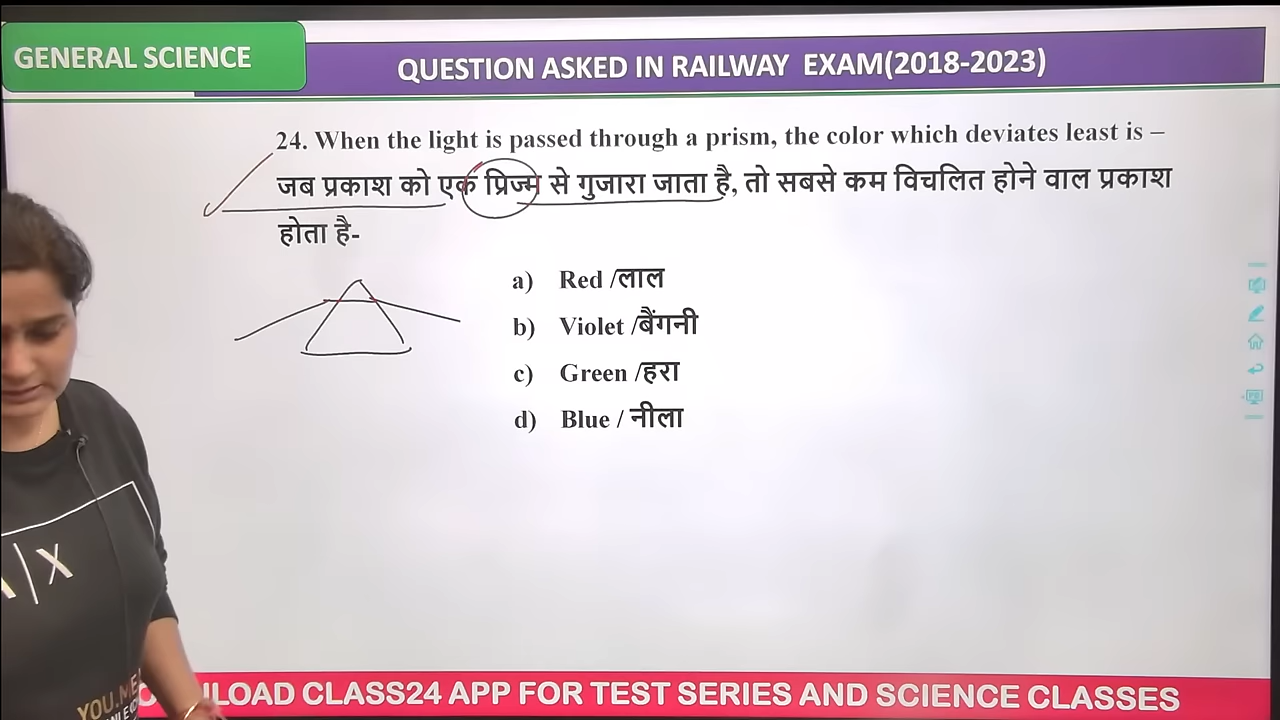 GENERAL SCIENCE
QUESTION ASKED IN RAILWAY EXAM(2018-2023)
24. When the light is passed through a prism, the color which deviates least is –
जब प्रकाश को एक प्रिज्म से गुजारा जाता है, तो सबसे कम विचलित होने वाल प्रकाश
होता है-
a) Red /लाल
b) Violet /बैंगनी
c) Green /हरा
d) Blue / नीला
X
YOU.ME
LOAD CLASS24 APP FOR TEST SERIES AND SCIENCE CLASSES